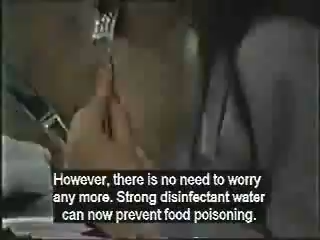 However, there is no need to worry
any more. Strong disinfectant water
can now prevent food poisoning.